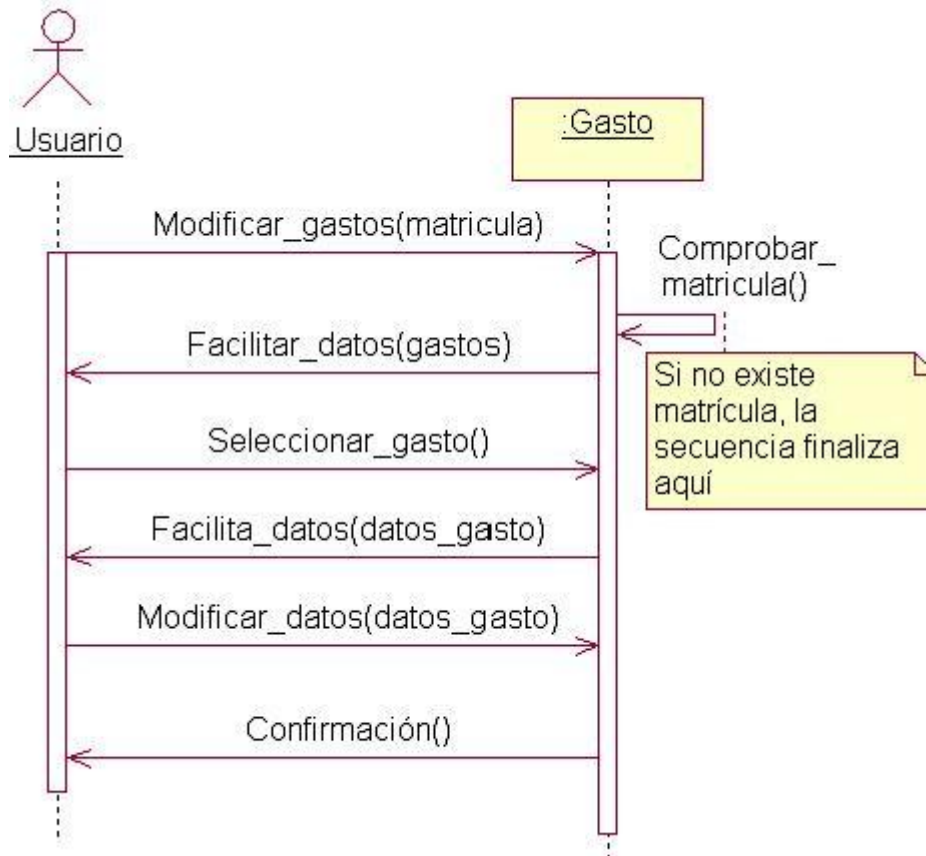 Usuario
:Gasto
Modificar_gastos(matricula)
Comprobar_
matricula()
Facilitar_datos(gastos)
Si no existe
matrícula, la
secuencia finaliza
aquí
Seleccionar_gasto()
Facilita_datos(datos_gasto)
Modificar_datos(datos_gasto)
Confirmación()